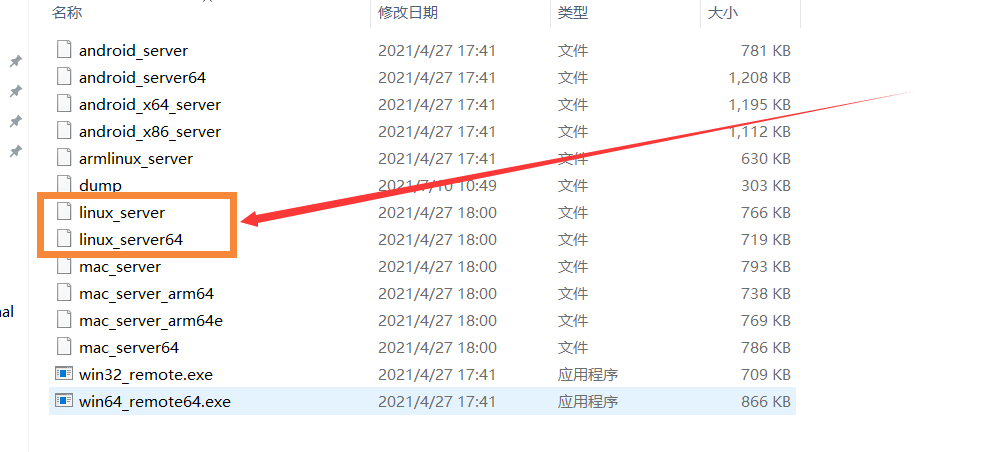 名称 修改日期 类型 大小
android_server 2021/4/27 17:41 文件 781 KB
android_server64 2021/4/27 17:41 文件 1,208 KB
android_x64_server 2021/4/27 17:41 文件 1,195 KB
android_x86_server 2021/4/27 17:41 文件 1,112 KB
armlinux_server 2021/4/27 17:41 文件 630 KB
dump 2021/7/10 10:49 文件 303 KB
linux_server 2021/4/27 18:00 文件 766 KB
linux_server64 2021/4/27 18:00 文件 719 KB
mac_server 2021/4/27 18:00 文件 793 KB
mac_server_arm64 2021/4/27 18:00 文件 738 KB
nal
mac_server_arm64e 2021/4/27 18:00 文件 769 KB
mac_server64 2021/4/27 18:00 文件 786 KB
win32_remote.exe 2021/4/27 17:41 应用程序 709 KB
win64_remote64.exe 2021/4/27 17:41 应用程序 866 KB